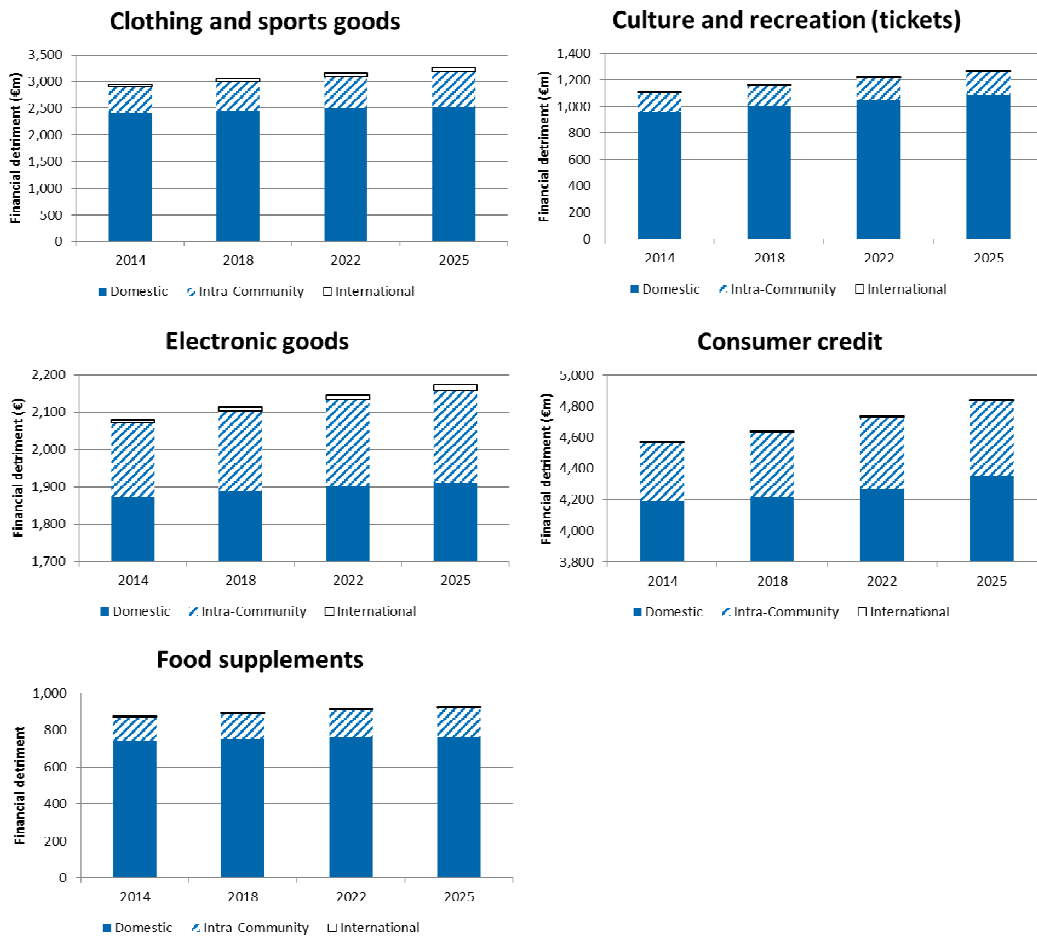 Clothing and sports goods
Financial detriment (€m)
3,500
3,000
2,500
2,000
1,500
1,000
500
0
2014 2018 2022 2025
Domestic Intra-Community International
Culture and recreation (tickets)
Financial detriment (€m)
1,400
1,200
1,000
800
600
400
200
0
2014 2018 2022 2025
Domestic Intra-Community International
Electronic goods
Financial detriment (€)
2,200
2,100
2,000
1,900
1,800
1,700
2014 2018 2022 2025
Domestic Intra-Community International
Consumer credit
Financial detriment (€m)
5,000
4,800
4,600
4,400
4,200
4,000
3,800
2014 2018 2022 2025
Domestic Intra-Community International
Food supplements
Financial detriment
1,000
800
600
400
200
0
2014 2018 2022 2025
Domestic Intra-Community International